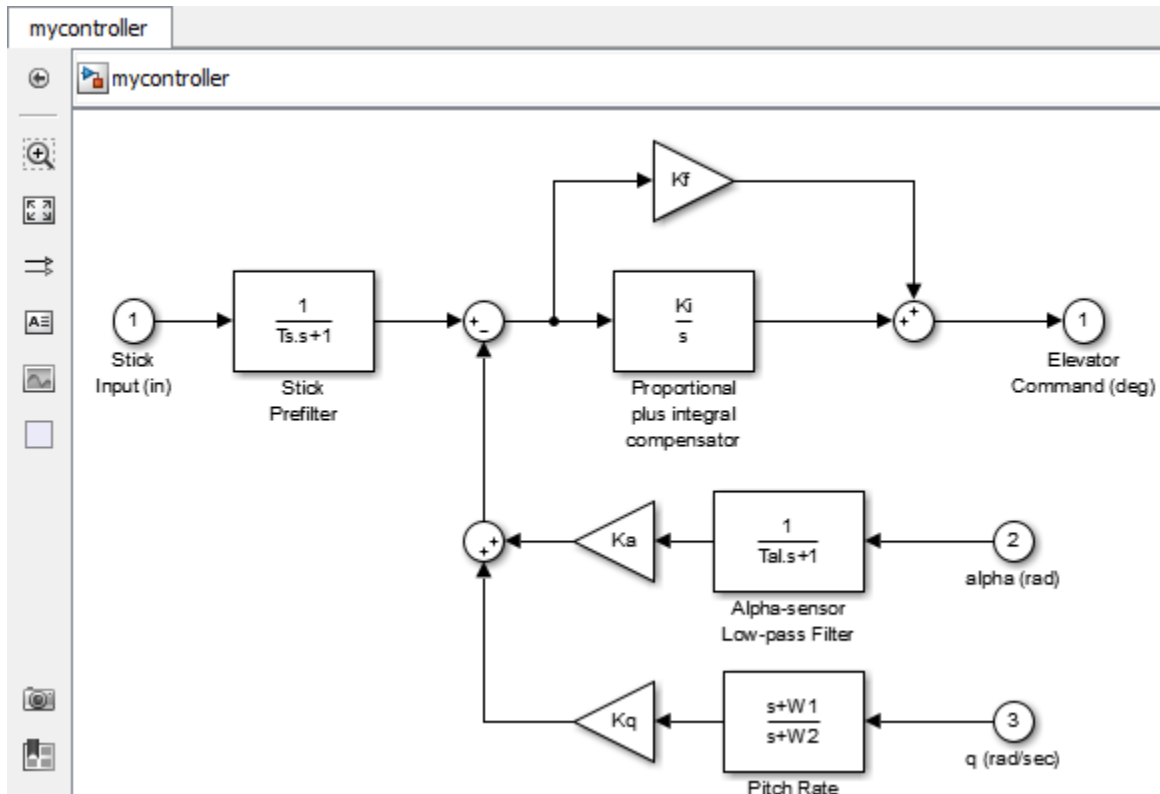 mycontroller
mycontroller
Kf
1
Stick
Input (in)
1
Ts.s+1
Stick
Prefilter
+
−
Ki
s
Proportional
plus integral
compensator
+
+
1
Elevator
Command (deg)
+
+
Ka
1
Tal.s+1
Alpha-sensor
Low-pass Filter
2
alpha (rad)
Kq
s+W1
s+W2
Pitch Rate
3
q (rad/sec)
A